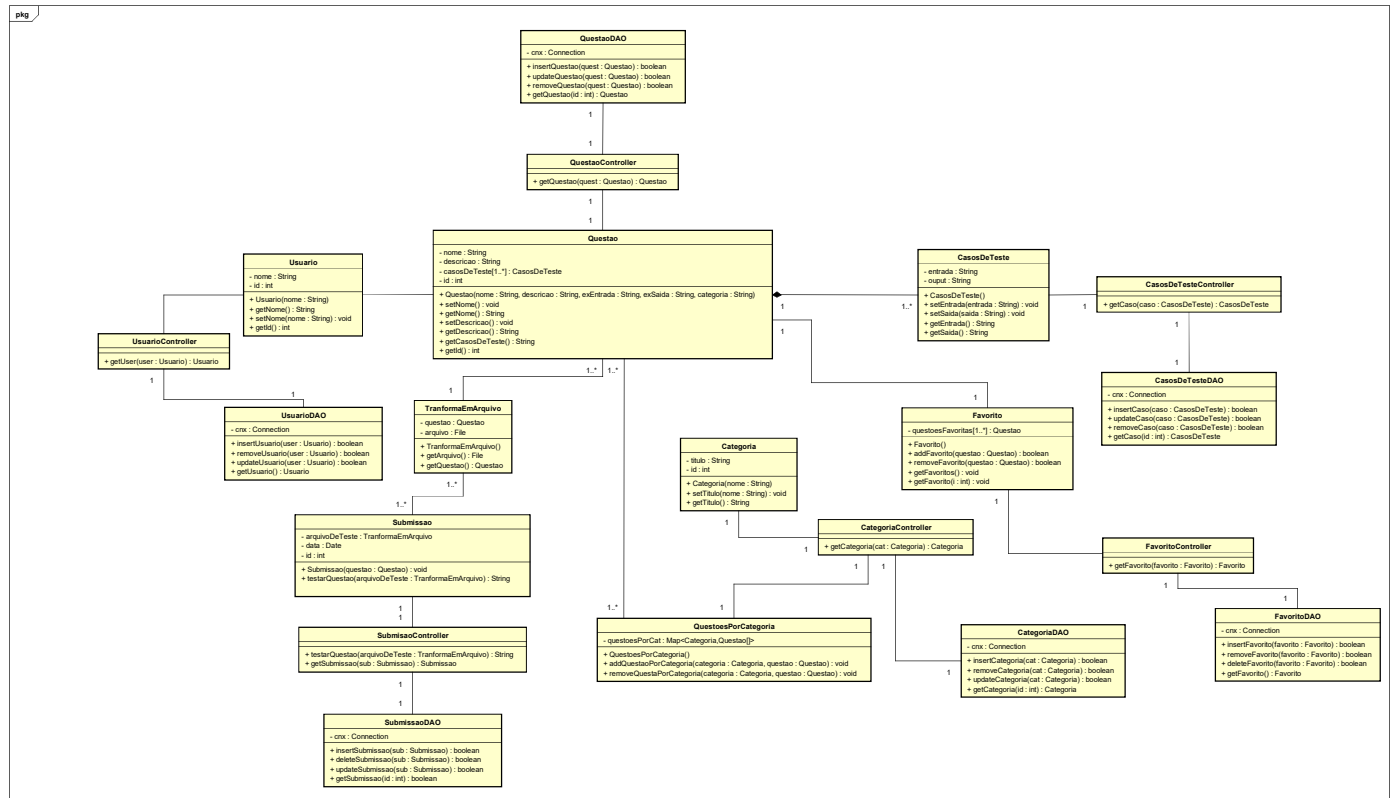 pkg
QuestaoDAO
- cnx : Connection
+ insertQuestao(quest : Questao) : boolean
+ updateQuestao(quest : Questao) : boolean
+ removeQuestao(quest : Questao) : boolean
+ getQuestao(id : int) : Questao
1
1
QuestaoController
+ getQuestao(quest : Questao) : Questao
1
1
Questao
- nome : String
- descricao : String
- casosDeTeste[1..*] : CasosDeTeste
- id : int
+ Questao(nome : String, descricao : String, exEntrada : String, exSaida : String, categoria : String)
+ setNome() : void
+ getNome() : String
+ setDescricao() : void
+ getDescricao() : String
+ getCasosDeTeste() : String
+ getId() : int
Usuario
- nome : String
- id : int
+ Usuario(nome : String)
+ getNome() : String
+ setNome(nome : String) : void
+ getId() : int
UsuarioController
+ getUser(user : Usuario) : Usuario
1
1
UsuarioDAO
- cnx : Connection
+ insertUsuario(user : Usuario) : boolean
+ removeUsuario(user : Usuario) : boolean
+ updateUsuario(user : Usuario) : boolean
+ getUsuario() : Usuario
CasosDeTeste
- entrada : String
- ouput : String
+ CasosDeTeste()
+ setEntrada(entrada : String) : void
+ setSaida(saida : String) : void
+ getEntrada() : String
+ getSaida() : String
1
1..*
1
CasosDeTesteController
+ getCaso(caso : CasosDeTeste) : CasosDeTeste
1
1
CasosDeTesteDAO
- cnx : Connection
+ insertCaso(caso : CasosDeTeste) : boolean
+ updateCaso(caso : CasosDeTeste) : boolean
+ removeCaso(caso : CasosDeTeste) : boolean
+ getCaso(id : int) : CasosDeTeste
1
1
Favorito
- questoesFavoritas[1..*] : Questao
+ Favorito()
+ addFavorito(questao : Questao) : boolean
+ removeFavorito(questao : Questao) : boolean
+ getFavoritos() : void
+ getFavorito(i : int) : void
1
1
FavoritoController
+ getFavorito(favorito : Favorito) : Favorito
1
1
FavoritoDAO
- cnx : Connection
+ insertFavorito(favorito : Favorito) : boolean
+ removeFavorito(favorito : Favorito) : boolean
+ deleteFavorito(favorito : Favorito) : boolean
+ getFavorito() : Favorito
1..*
1..*
1
TranformaEmArquivo
- questao : Questao
- arquivo : File
+ TranformaEmArquivo()
+ getArquivo() : File
+ getQuestao() : Questao
1..*
1..*
Submissao
- arquivoDeTeste : TranformaEmArquivo
- data : Date
- id : int
+ Submissao(questao : Questao) : void
+ testarQuestao(arquivoDeTeste : TranformaEmArquivo) : String
1
1
SubmisaoController
+ testarQuestao(arquivoDeTeste : TranformaEmArquivo) : String
+ getSubmissao(sub : Submissao) : Submissao
1
1
SubmissaoDAO
- cnx : Connection
+ insertSubmissao(sub : Submissao) : boolean
+ deleteSubmissao(sub : Submissao) : boolean
+ updateSubmissao(sub : Submissao) : boolean
+ getSubmissao(id : int) : boolean
Categoria
- titulo : String
- id : int
+ Categoria(nome : String)
+ setTitulo(nome : String) : void
+ getTitulo() : String
1
1
CategoriaController
+ getCategoria(cat : Categoria) : Categoria
1
1
1..*
1
QuestoesPorCategoria
- questoesPorCat : Map<Categoria,Questao[]>
+ QuestoesPorCategoria()
+ addQuestaoPorCategoria(categoria : Categoria, questao : Questao) : void
+ removeQuestaPorCategoria(categoria : Categoria, questao : Questao) : void
1
CategoriaDAO
- cnx : Connection
+ insertCategoria(cat : Categoria) : boolean
+ removeCategoria(cat : Categoria) : boolean
+ updateCategoria(cat : Categoria) : boolean
+ getCategoria(id : int) : Categoria